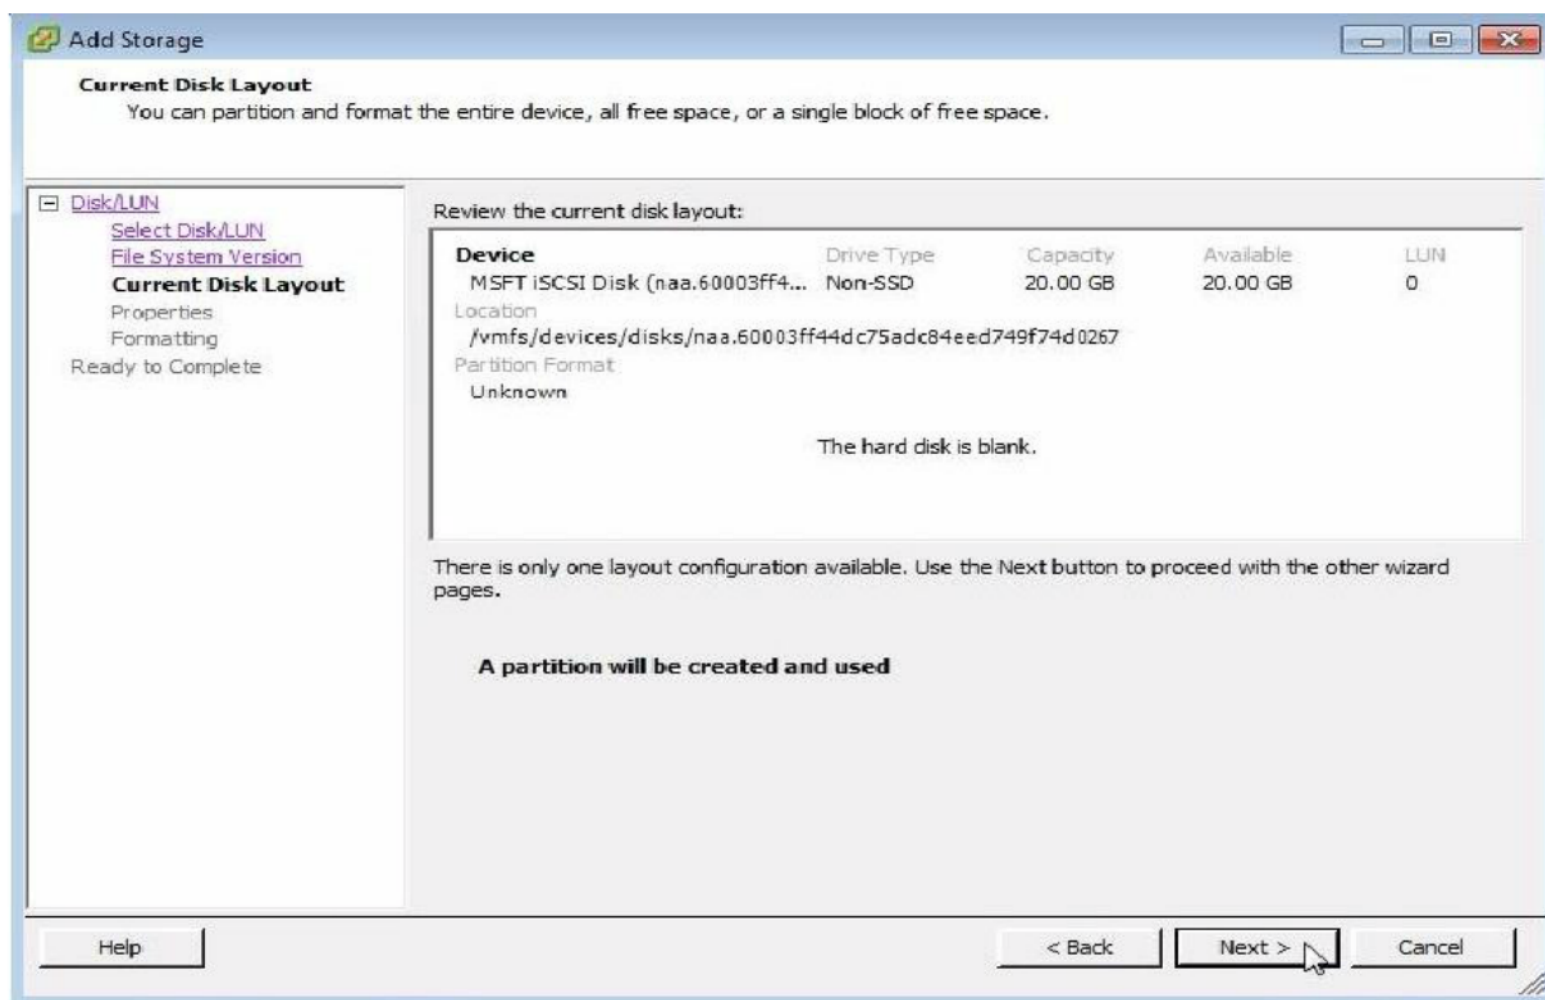 Add Storage
Current Disk Layout
You can partition and format the entire device, all free space, or a single block of free space.
Disk/LUN
Select Disk/LUN
File System Version
Current Disk Layout
Properties
Formatting
Ready to Complete
Review the current disk layout:
Device Drive Type Capacity Available LUN
MSFT iSCSI Disk (naa.60003ff4... Non-SSD 20.00 GB 20.00 GB 0
Location
/vmfs/devices/disks/naa.60003ff44dc75adc84eed749f74d0267
Partition Format
Unknown
The hard disk is blank.
There is only one layout configuration available. Use the Next button to proceed with the other wizard
pages.
A partition will be created and used
Help < Back Next > Cancel